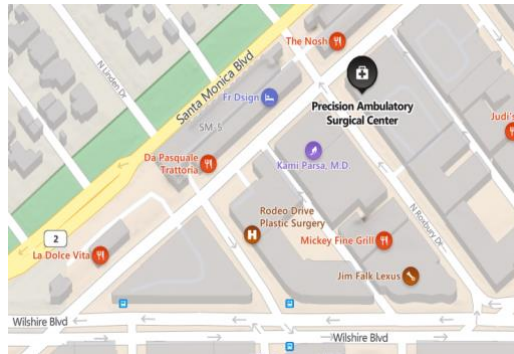 The Nosh
N Linden Dr
Santa Monica Blvd
Fr Dsign
SM-5
Precision Ambulatory
Surgical Center
Judi's
Da Pasquale
Trattoria
Kami Parsa, M.D.
N Roxbury Dr
Rodeo Drive
Plastic Surgery
2
La Dolce Vita
Mickey Fine Grill
Jim Falk Lexus
Wilshire Blvd
Wilshire Blvd